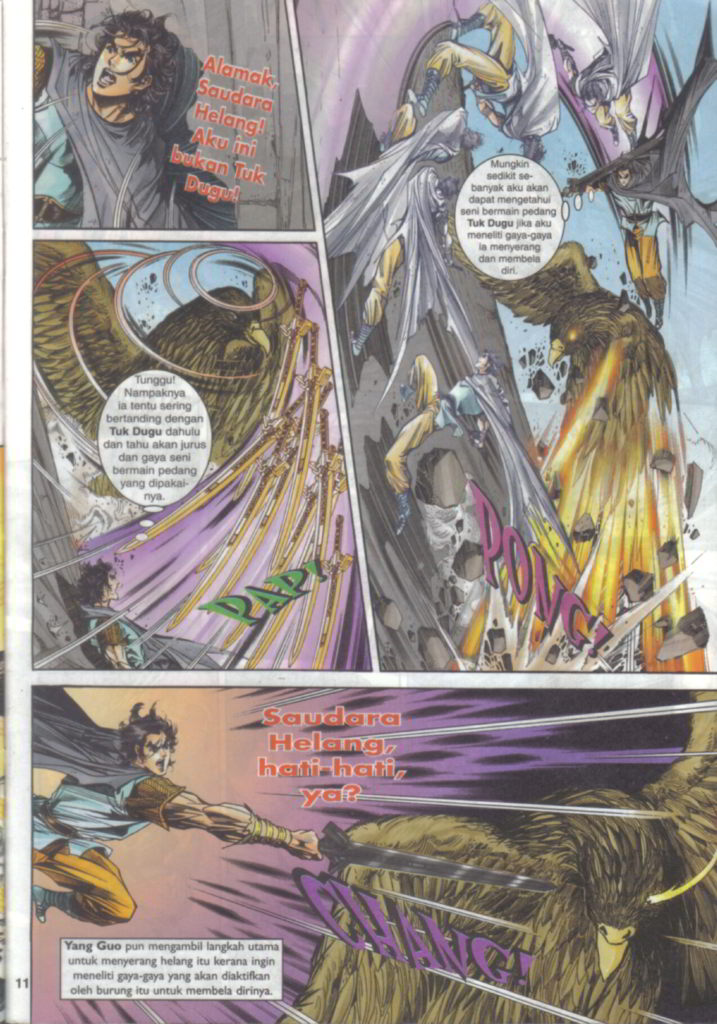 Alamak,
Saudara
Helang!
Aku ini
bukan Tuk
Dugu!
Mungkin
sedikit se-
banyak aku akan
dapat mengetahui
seni bermain pedang
Tuk Dugu jika aku
meneliti gaya-gaya
ia menyerang
dan membela
diri.
Tunggu!
Nampaknya
ia tentu sering
bertanding dengan
Tuk Dugu dahulu
dan tahu akan jurus
dan gaya seni
bermain pedang
yang dipakai-
nya.
PAP!
PONG!
Saudara
Helang,
hati-hati,
ya?
CHANG!
Yang Guo pun mengambil langkah utama
untuk menyerang helang itu kerana ingin
meneliti gaya-gaya yang akan diaktifkan
oleh burung itu untuk membela dirinya.
11